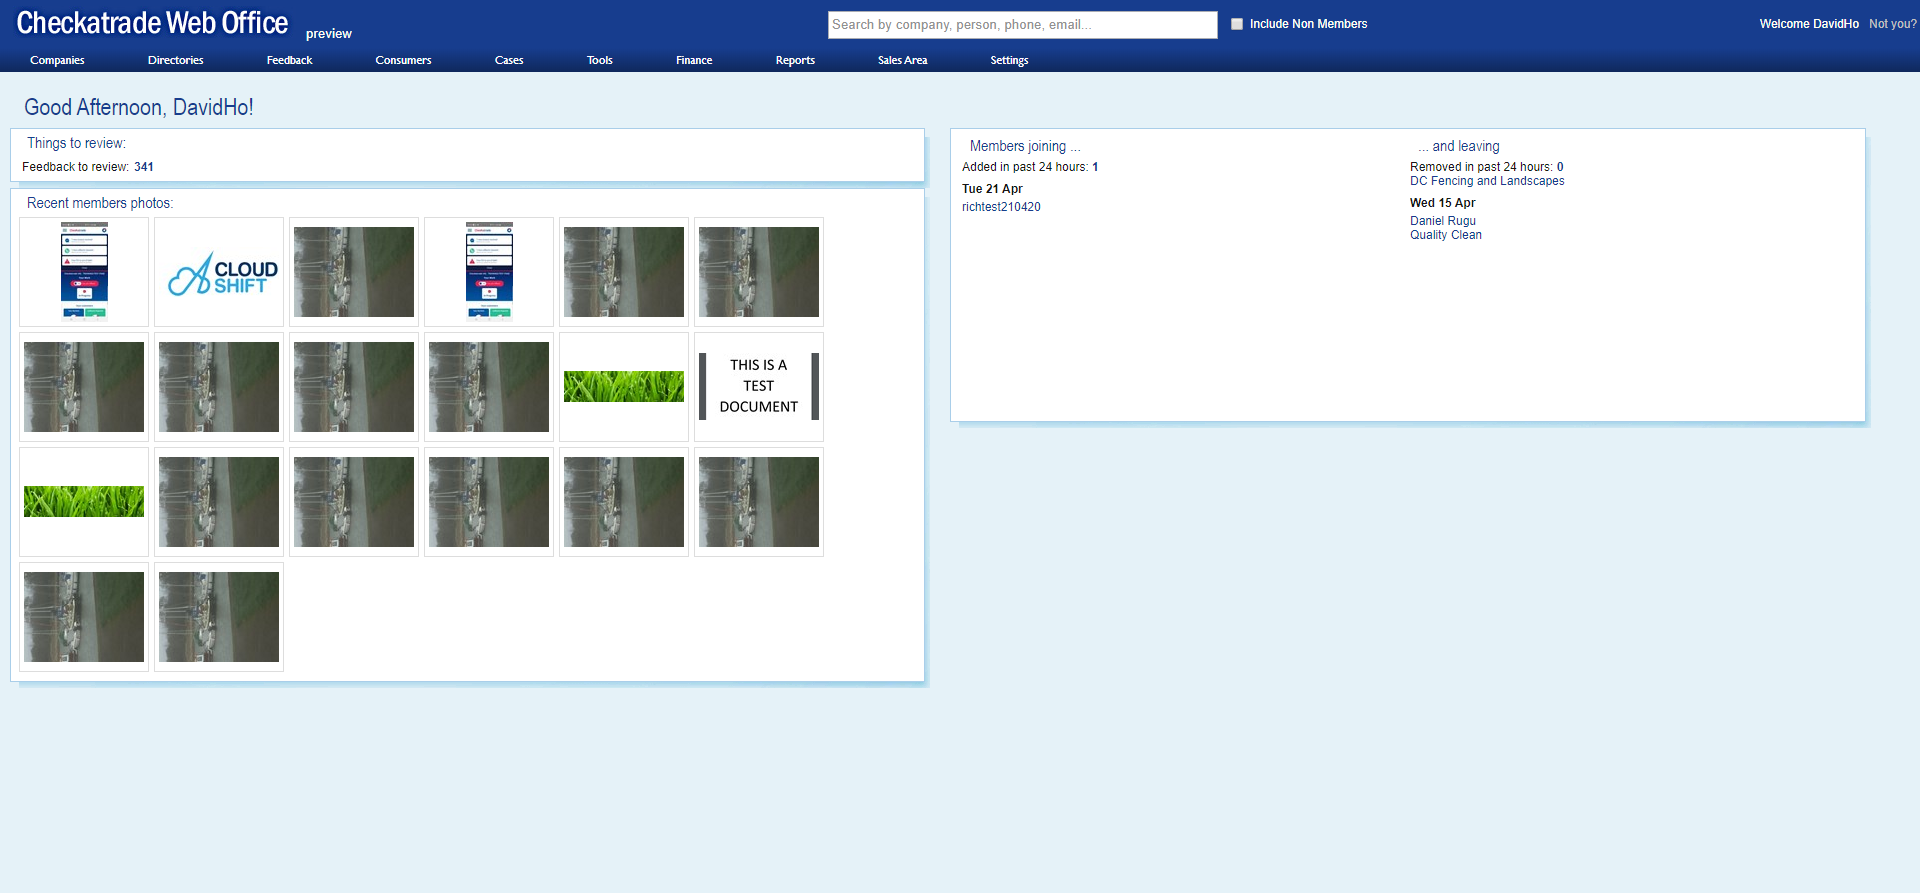 Checkatrade Web Office
preview
Search by company, person, phone, email...
Include Non Members
Welcome DavidHo
Not you?
Companies
Directories
Feedback
Consumers
Cases
Tools
Finance
Reports
Sales Area
Settings
Good Afternoon, DavidHo!
Things to review:
Feedback to review: 341
Recent members photos:
CLOUD
SHIFT
THIS IS A
TEST
DOCUMENT
Members joining ...
Added in past 24 hours: 1
Tue 21 Apr
richtest210420
... and leaving
Removed in past 24 hours: 0
DC Fencing and Landscapes
Wed 15 Apr
Daniel Rugu
Quality Clean